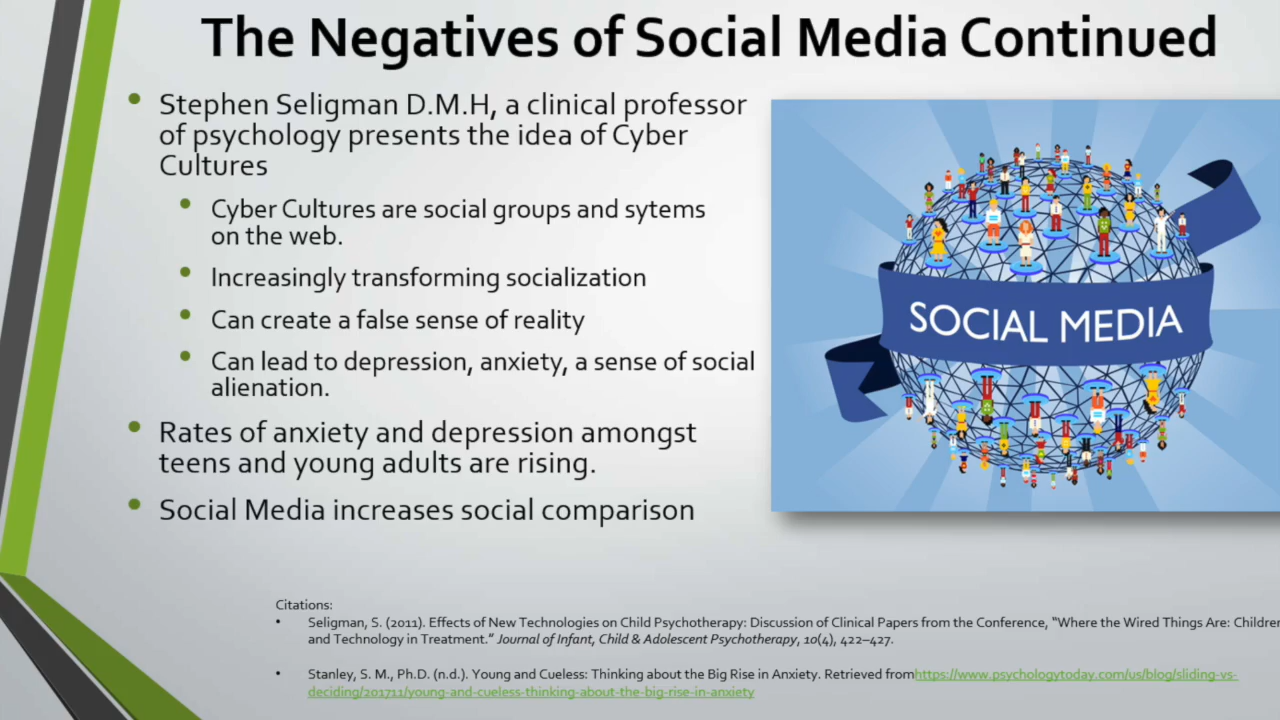 The Negatives of Social Media Continued
Stephen Seligman D.M.H, a clinical professor
of psychology presents the idea of Cyber
Cultures
Cyber Cultures are social groups and sytems
on the web.
Increasingly transforming socialization
Can create a false sense of reality
Can lead to depression, anxiety, a sense of social
alienation.
Rates of anxiety and depression amongst
teens and young adults are rising.
Social Media increases social comparison
SOCIAL MEDIA
Citations:
Seligman, S. (2011). Effects of New Technologies on Child Psychotherapy: Discussion of Clinical Papers from the Conference, “Where the Wired Things Are: Children
and Technology in Treatment.” Journal of Infant, Child & Adolescent Psychotherapy, 10(4), 422–427.
Stanley, S. M., Ph.D. (n.d.). Young and Cueless: Thinking about the Big Rise in Anxiety. Retrieved fromhttps://www.psychologytoday.com/us/blog/sliding-vs-
deciding/201711/young-and-cueless-thinking-about-the-big-rise-in-anxiety